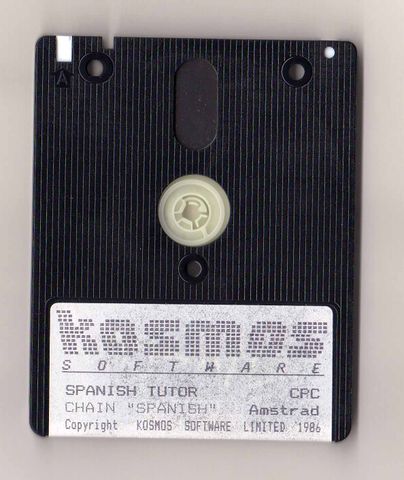 A
KOSMOS
SOFTWARE
SPANISH TUTOR CPC
CHAIN "SPANISH" Amstrad
Copyright KOSMOS SOFTWARE LIMITED 1986